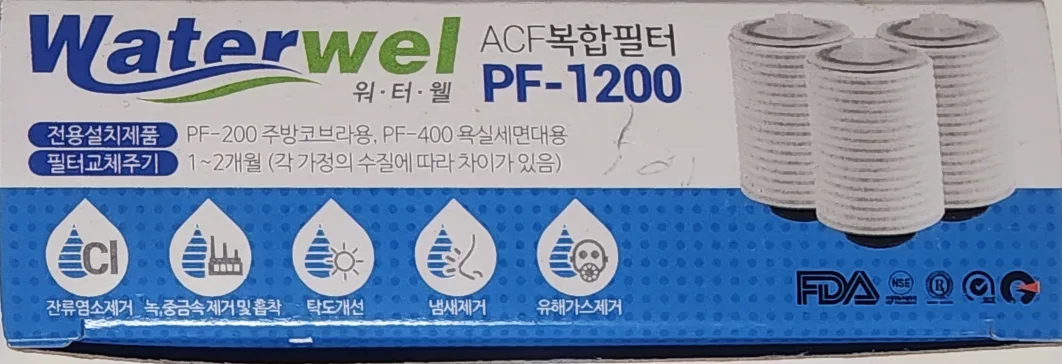 Waterwel
워·터·웰
ACF복합필터
PF-1200
전용설치제품 PF-200 주방코브라용, PF-400 욕실세면대용
필터교체주기 1~2개월 (각 가정의 수질에 따라 차이가 있음)
Cl
잔류염소제거 녹,중금속 제거 및 흡착 탁도개선 냄새제거 유해가스제거
FDA
NSE
R